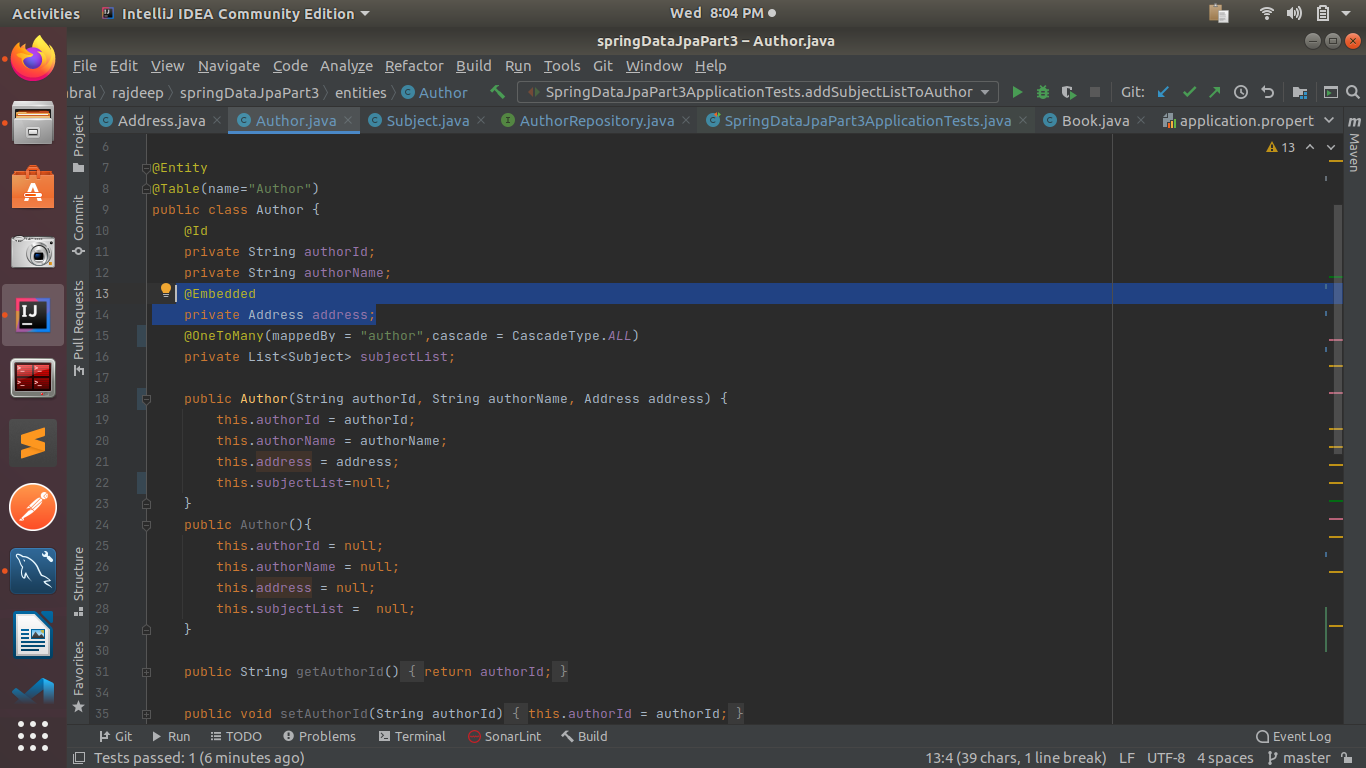 Activities IntelliJ IDEA Community Edition Wed 8:04 PM
springDataJpaPart3 – Author.java
File Edit View Navigate Code Analyze Refactor Build Run Tools Git Window Help
abral rajdeep springDataJpaPart3 entities Author SpringDataJpaPart3ApplicationTests.addSubjectListToAuthor Git:
Address.java Author.java Subject.java AuthorRepository.java SpringDataJpaPart3ApplicationTests.java Book.java application.propert
Project
Commit
Pull Requests
Structure
Favorites
Maven
13
6
7 @Entity
8 @Table(name="Author")
9 public class Author {
10 @Id
11 private String authorId;
12 private String authorName;
13 @Embedded
14 private Address address;
15 @OneToMany(mappedBy = "author",cascade = CascadeType.ALL)
16 private List<Subject> subjectList;
17
18 public Author(String authorId, String authorName, Address address) {
19 this.authorId = authorId;
20 this.authorName = authorName;
21 this.address = address;
22 this.subjectList=null;
23 }
24 public Author(){
25 this.authorId = null;
26 this.authorName = null;
27 this.address = null;
28 this.subjectList =  null;
29 }
30
31 public String getAuthorId() { return authorId; }
34
35 public void setAuthorId(String authorId) { this.authorId = authorId; }
Git Run TODO Problems Terminal SonarLint Build Event Log
Tests passed: 1 (6 minutes ago) 13:4 (39 chars, 1 line break) LF UTF-8 4 spaces master